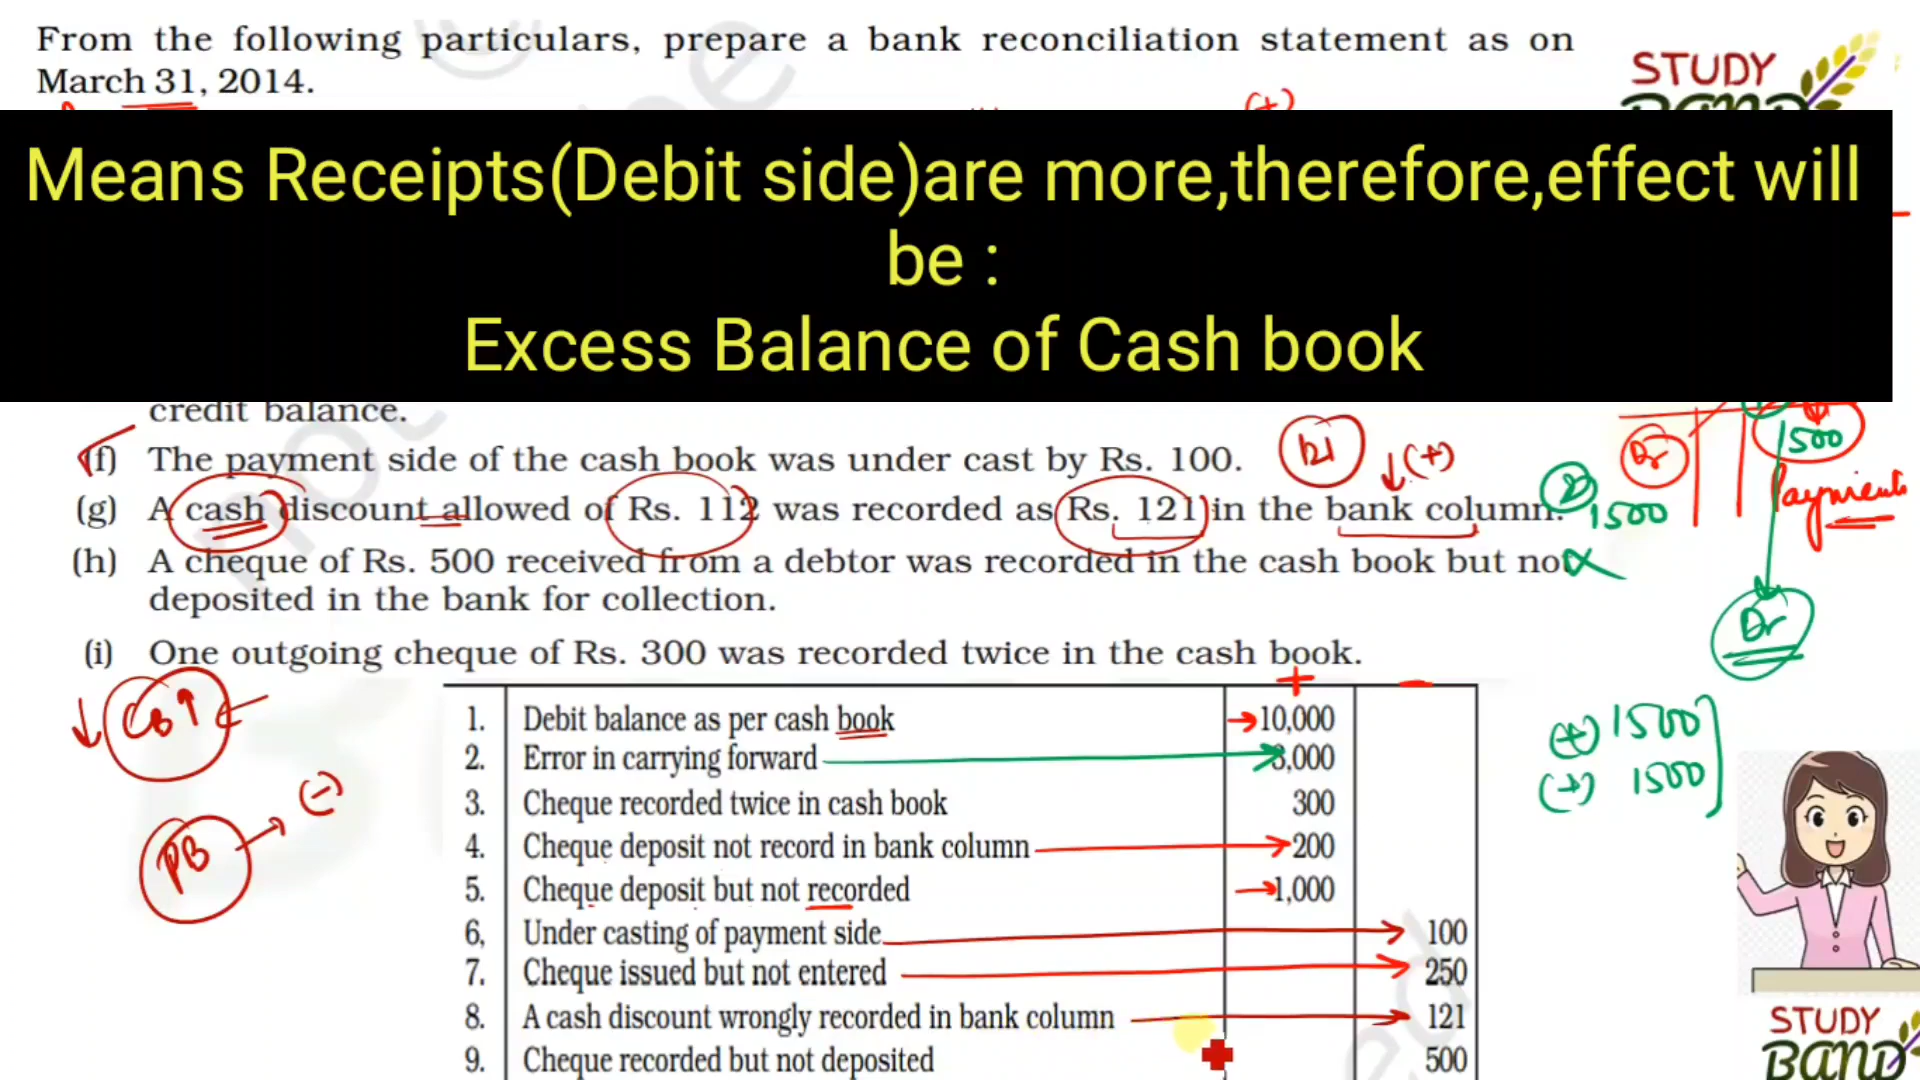 From the following particulars, prepare a bank reconciliation statement as on
March 31, 2014.
STUDY
BAND
(+)
Means Receipts(Debit side)are more,therefore,effect will
be :
Excess Balance of Cash book
credit balance.
(f) The payment side of the cash book was under cast by Rs. 100.
(g) A cash discount allowed of Rs. 112 was recorded as Rs. 121 in the bank column.
(h) A cheque of Rs. 500 received from a debtor was recorded in the cash book but not
deposited in the bank for collection.
(i) One outgoing cheque of Rs. 300 was recorded twice in the cash book.
121
(+)
Dr
1500
Payments
1500
Dr
CB
PB
(-)
+ -
1. Debit balance as per cash book 10,000
2. Error in carrying forward 3,000
3. Cheque recorded twice in cash book 300
4. Cheque deposit not record in bank column 200
5. Cheque deposit but not recorded 1,000
6, Under casting of payment side 100
7. Cheque issued but not entered 250
8. A cash discount wrongly recorded in bank column 121
9. Cheque recorded but not deposited 500
(+) 1500
(+) 1500
STUDY
BAND